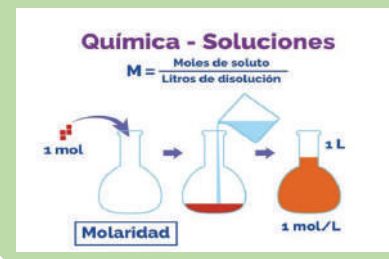 Química - Soluciones
M = Moles de soluto
Litros de disolución
1 mol
1 L
1 mol/L
Molaridad